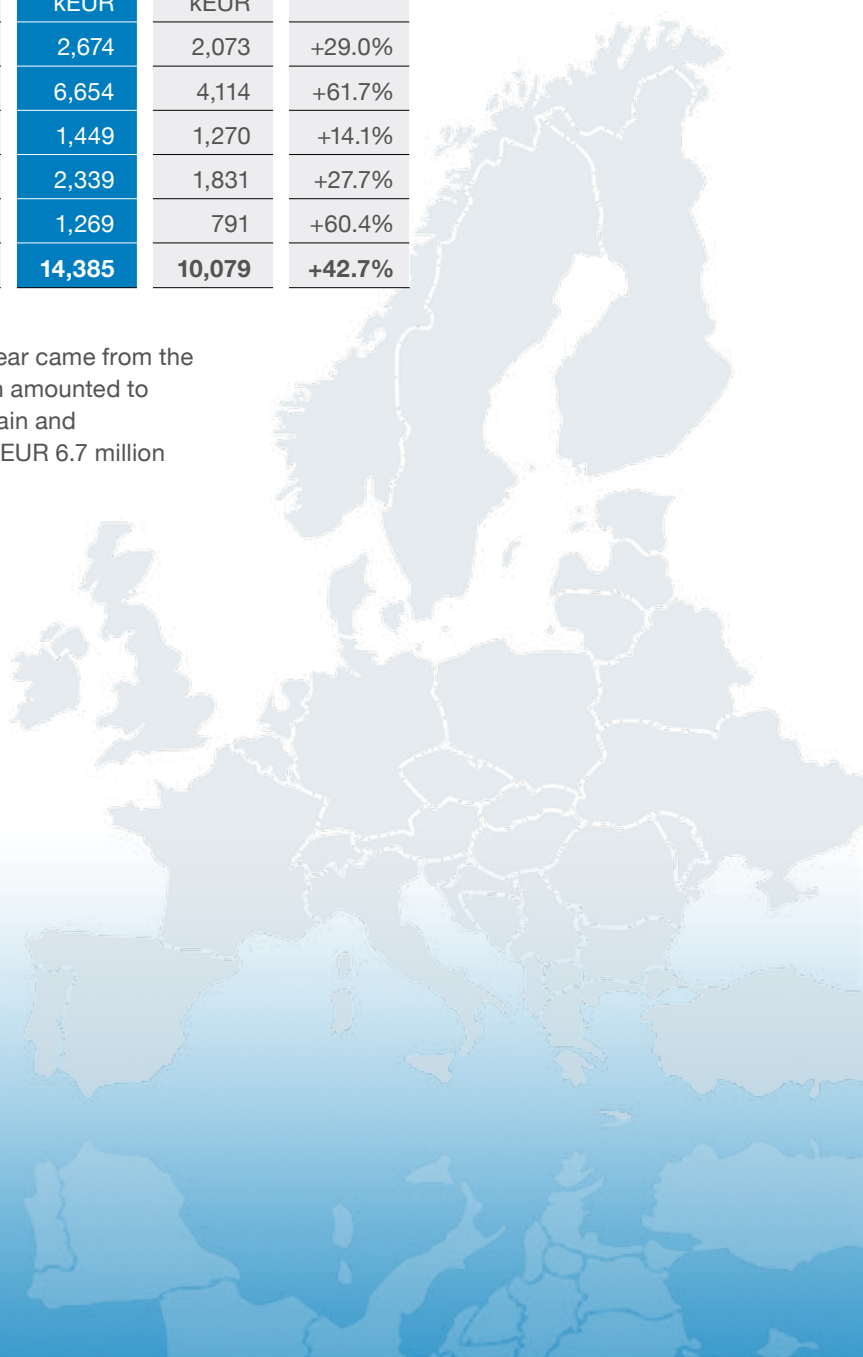 kEUR kEUR
2,674 2,073 +29.0%
6,654 4,114 +61.7%
1,449 1,270 +14.1%
2,339 1,831 +27.7%
1,269 791 +60.4%
14,385 10,079 +42.7%
came from the
amounted to
and
EUR 6.7 million